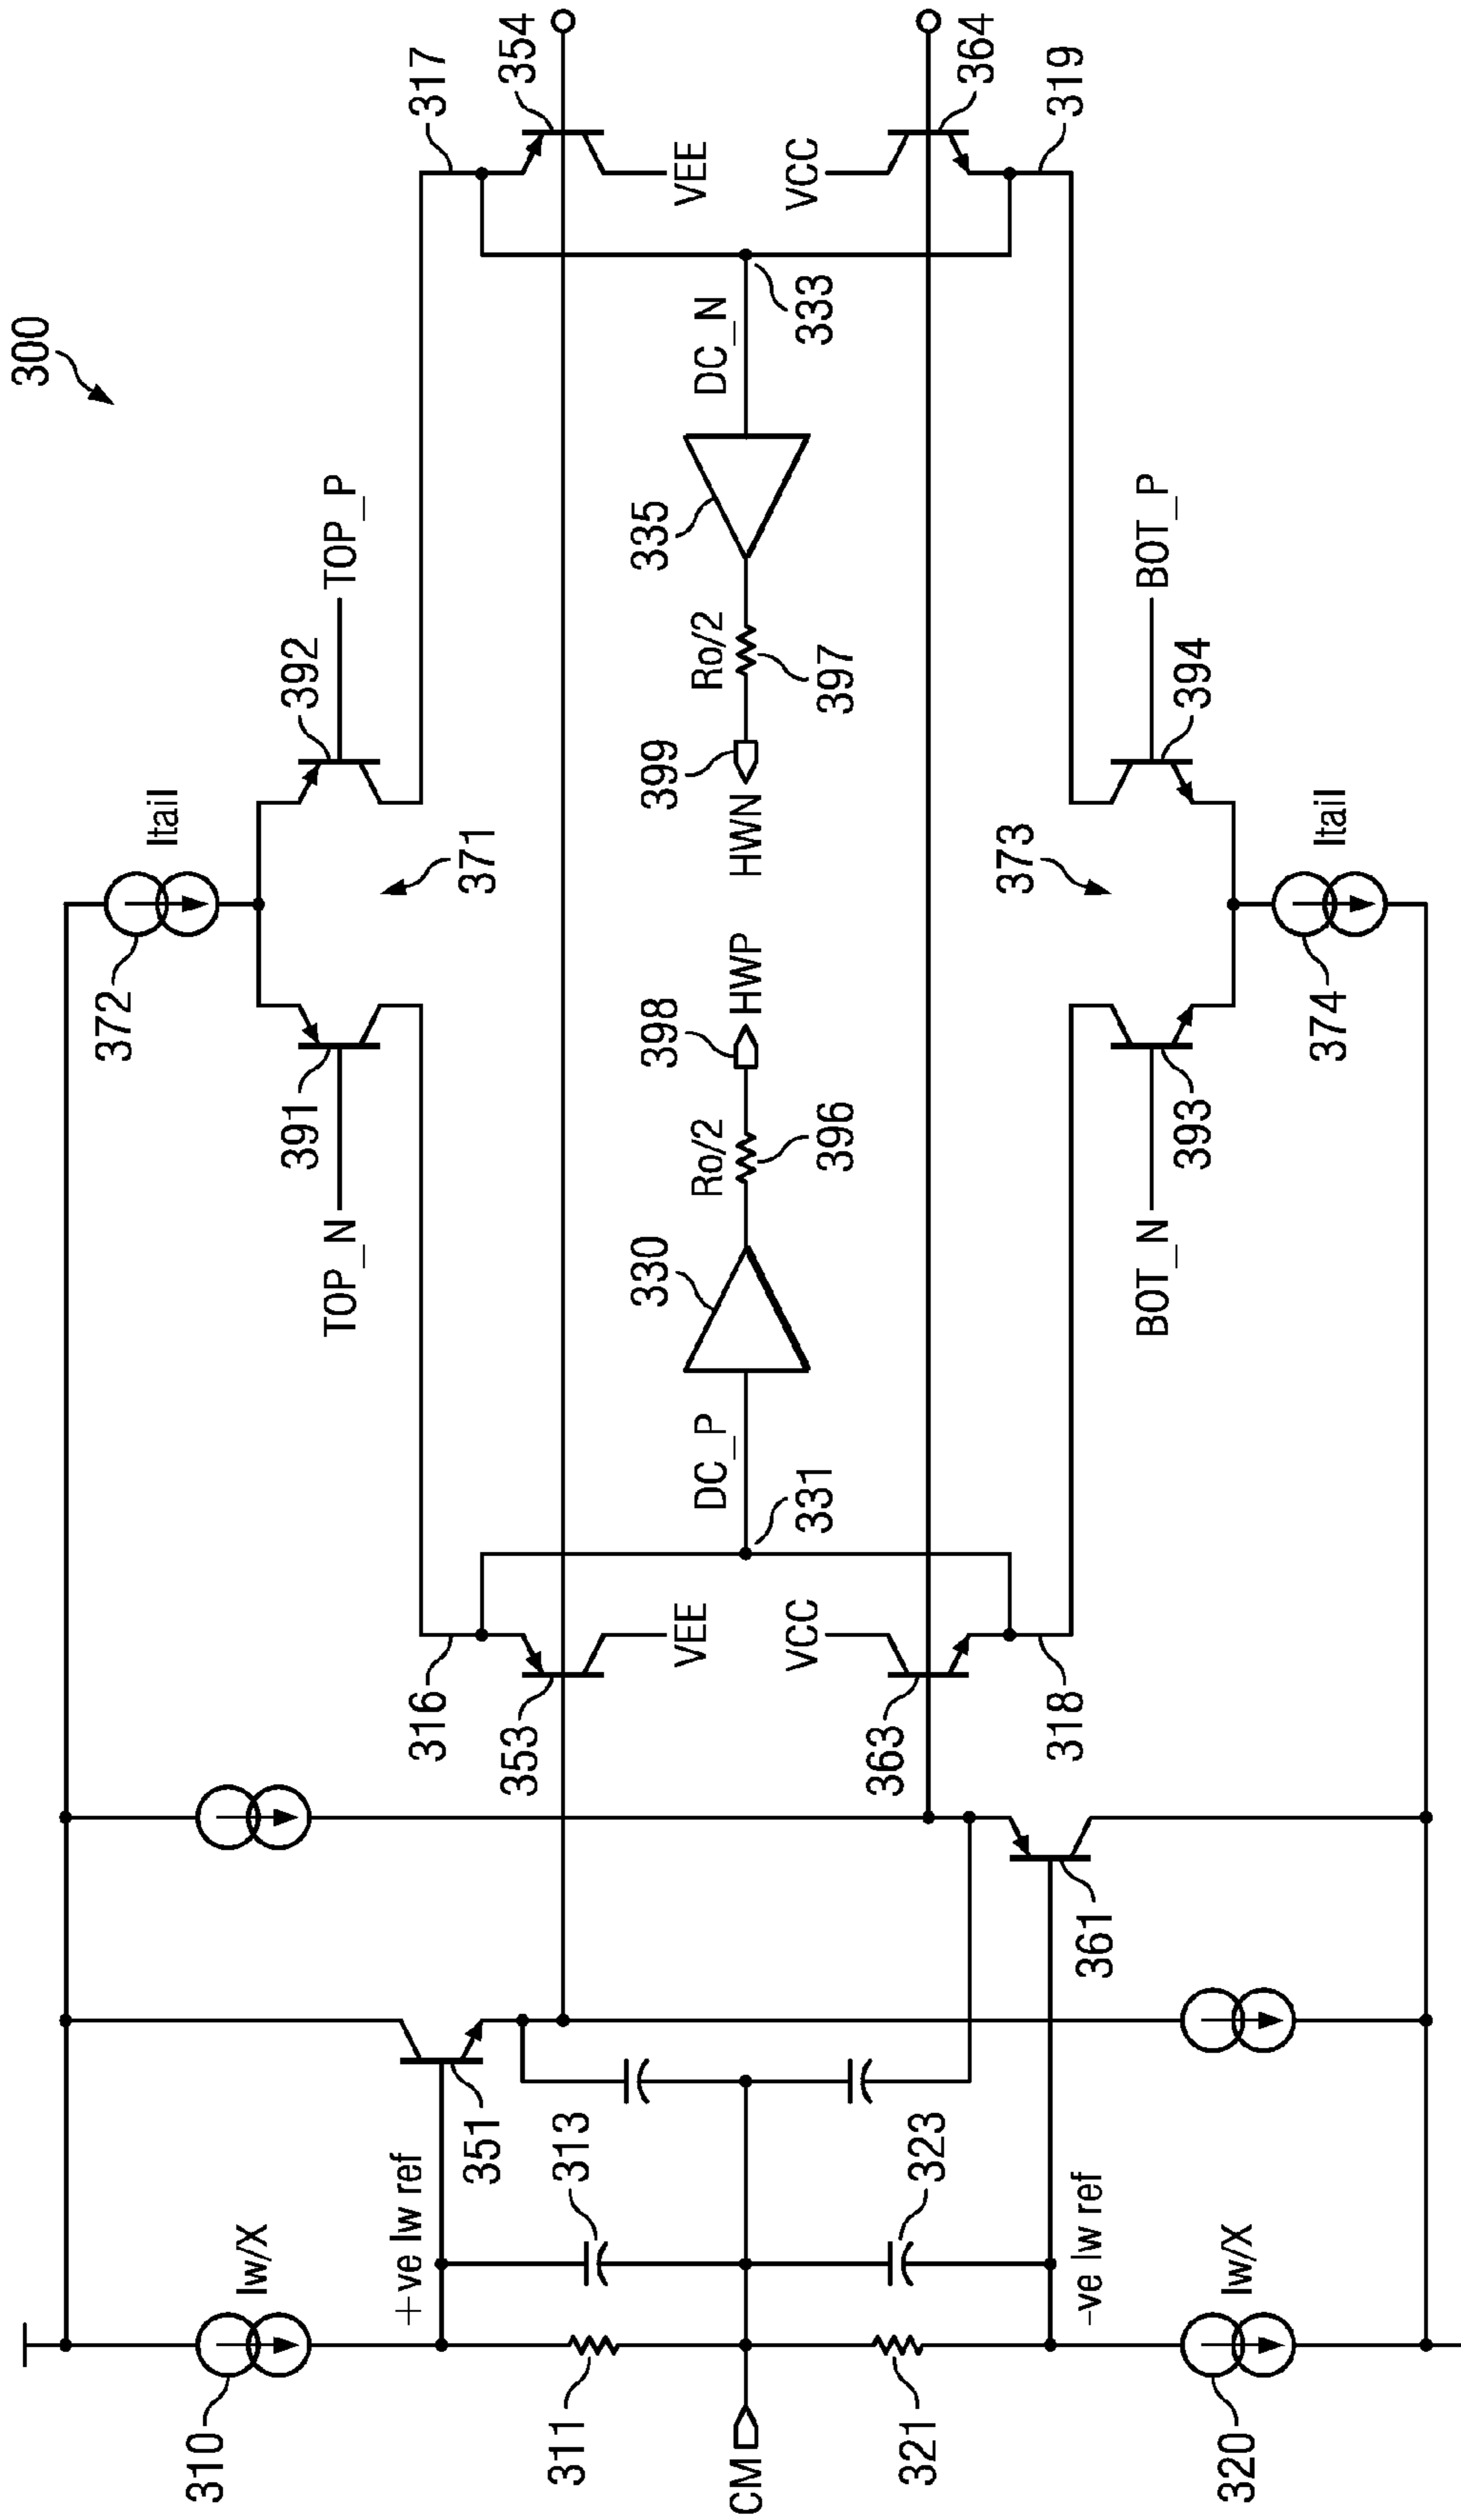 300
372
Itail
391
392
TOP_N
TOP_P
371
310
Iw/X
+ve Iw ref
351
316
317
353
354
VEE
VEE
311
313
330
335
Ro/2
Ro/2
398
399
CM
DC_P
HWP
HWN
DC_N
331
396
397
333
VCC
VCC
321
323
363
364
373
318
319
-ve Iw ref
361
BOT_N
BOT_P
393
394
320
Iw/X
374
Itail